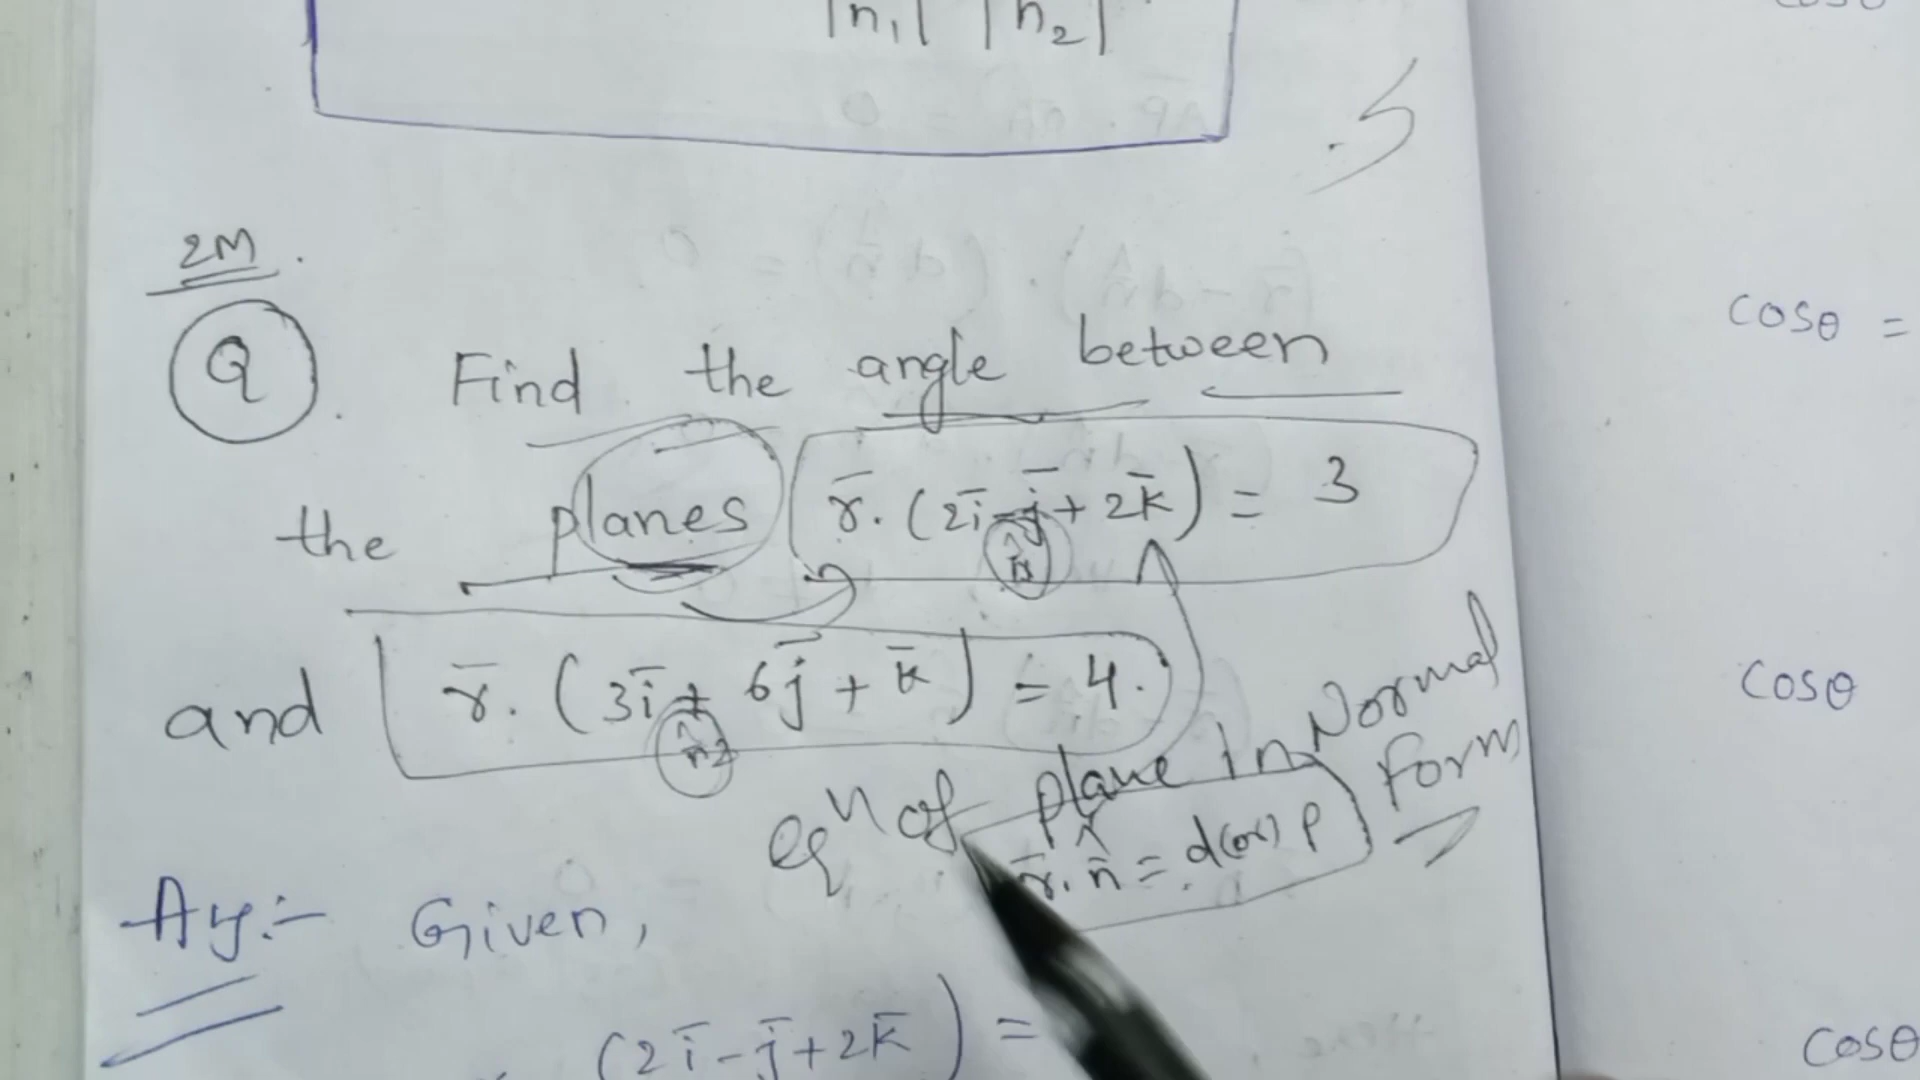 |n₁| |n₂|
2M.
Q. Find the angle between
the planes r̄.(2ī-j̄+2k̄) = 3
n̂
and r̄.(3ī+6j̄+k̄) = 4.
n̂2
eqⁿ of plane in Normal
Form
r̄.n̂ = d(or) p
Given,
(2ī-j̄+2k̄) =
cosθ =
cosθ
cosθ